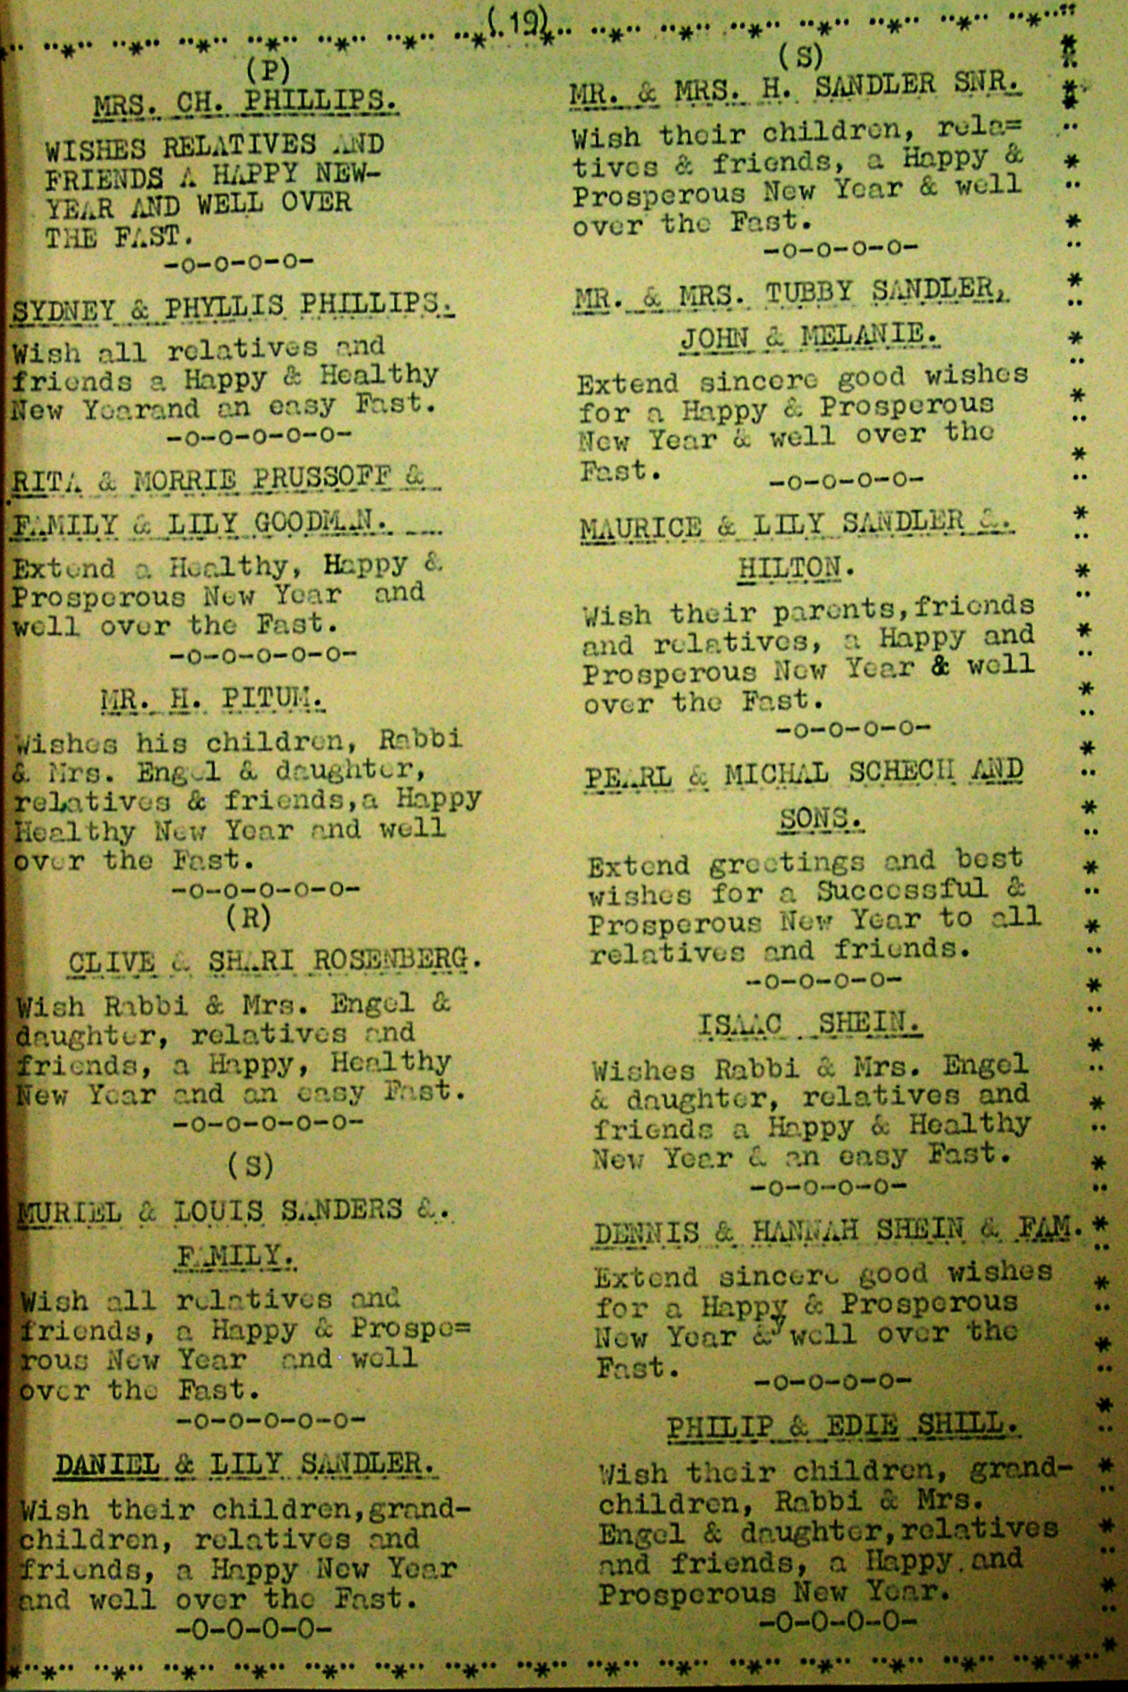 (.19)
(P)
MRS. CH. PHILLIPS.
WISHES RELATIVES AND
FRIENDS A HAPPY NEW-
YEAR AND WELL OVER
THE FAST.
-O-O-O-O-
SYDNEY & PHYLLIS PHILLIPS.
Wish all relatives and
friends a Happy & Healthy
New Yearand an easy Fast.
-O-O-O-O-O-
RITA & MORRIE PRUSSOFF &
FAMILY & LILY GOODMAN.
Extend a Healthy, Happy &
Prosperous New Year and
well over the Fast.
-O-O-O-O-O-
MR. H. PITUM.
Wishes his children, Rabbi
& Mrs. Engel & daughter,
relatives & friends,a Happy
Healthy New Year and well
over the Fast.
-O-O-O-O-O-
(R)
CLIVE & SHARI ROSENBERG.
Wish Rabbi & Mrs. Engel &
daughter, relatives and
friends, a Happy, Healthy
New Year and an easy Fast.
-O-O-O-O-O-
(S)
MURIEL & LOUIS SANDERS &.
FAMILY.
Wish all relatives and
friends, a Happy & Prospe=
rous New Year and well
over the Fast.
-O-O-O-O-O-
DANIEL & LILY SANDLER.
Wish their children,grand-
children, relatives and
friends, a Happy New Year
and well over the Fast.
-O-O-O-O-
(S)
MR. & MRS. H. SANDLER SNR.
Wish their children, rela=
tives & friends, a Happy &
Prosperous New Year & well
over the Fast.
-O-O-O-O-
MR. & MRS. TUBBY SANDLER,
JOHN & MELANIE.
Extend sincere good wishes
for a Happy & Prosperous
New Year & well over the
Fast.
-O-O-O-O-
MAURICE & LILY SANDLER &.
HILTON.
Wish their parents,friends
and relatives, a Happy and
Prosperous New Year & well
over the Fast.
-O-O-O-O-
PEARL & MICHAL SCHECH AND
SONS.
Extend greetings and best
wishes for a Successful &
Prosperous New Year to all
relatives and friends.
-O-O-O-O-
ISAAC SHEIN.
Wishes Rabbi & Mrs. Engel
& daughter, relatives and
friends a Happy & Healthy
New Year & an easy Fast.
-O-O-O-O-
DENNIS & HANNAH SHEIN & FAM.
Extend sincere good wishes
for a Happy & Prosperous
New Year & well over the
Fast.
-O-O-O-O-
PHILIP & EDIE SHILL.
Wish their children, grand-
children, Rabbi & Mrs.
Engel & daughter,relatives
and friends, a Happy.and
Prosperous New Year.
-O-O-O-O-